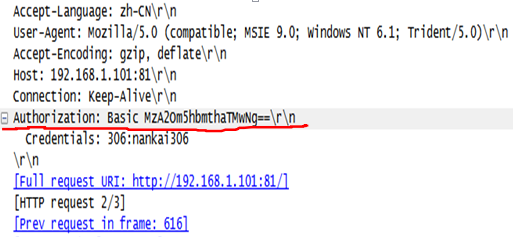 Accept-Language: zh-CN\r\n
User-Agent: Mozilla/5.0 (compatible; MSIE 9.0; Windows NT 6.1; Trident/5.0)\r\n
Accept-Encoding: gzip, deflate\r\n
Host: 192.168.1.101:81\r\n
Connection: Keep-Alive\r\n
Authorization: Basic MzA2Om5hbmthaTMwNg==\r\n
Credentials: 306:nankai306
\r\n
[Full request URI: http://192.168.1.101:81/]
[HTTP request 2/3]
[Prev request in frame: 616]